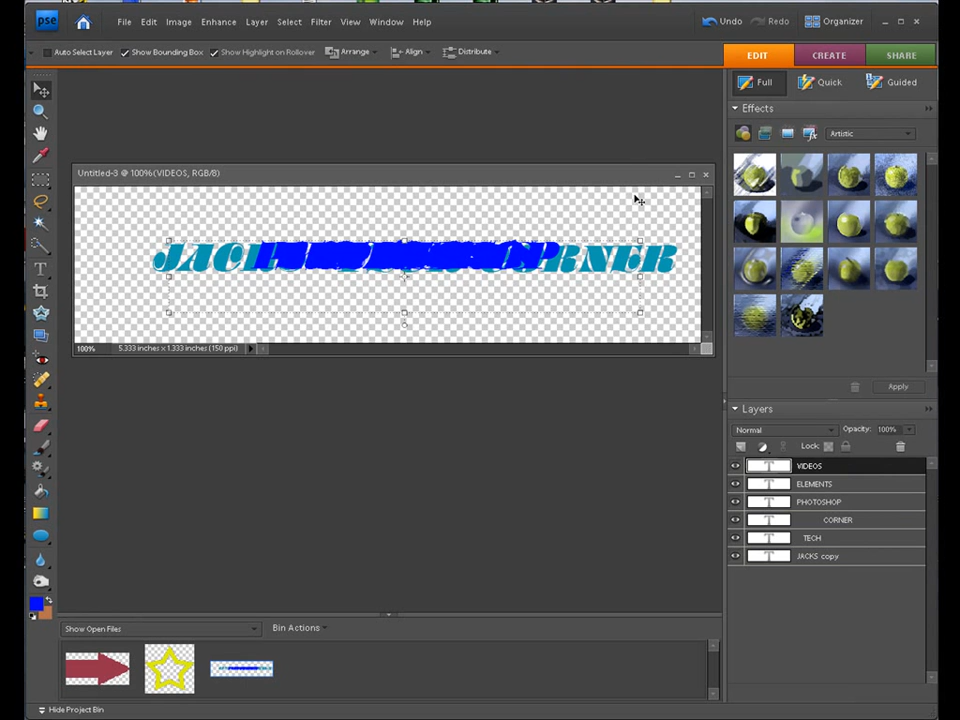 pse File Edit Image Enhance Layer Select Filter View Window Help Undo Redo Organizer
Auto Select Layer Show Bounding Box Show Highlight on Rollover Arrange Align Distribute EDIT CREATE SHARE
Full Quick Guided
Effects
Artistic
Untitled-3 @ 100%(VIDEOS, RGB/8)
100% 5.333 inches x 1.333 inches (150 ppi)
Apply
Layers
Normal Opacity: 100%
Lock:
VIDEOS
ELEMENTS
PHOTOSHOP
CORNER
TECH
JACKS copy
Show Open Files Bin Actions
Hide Project Bin